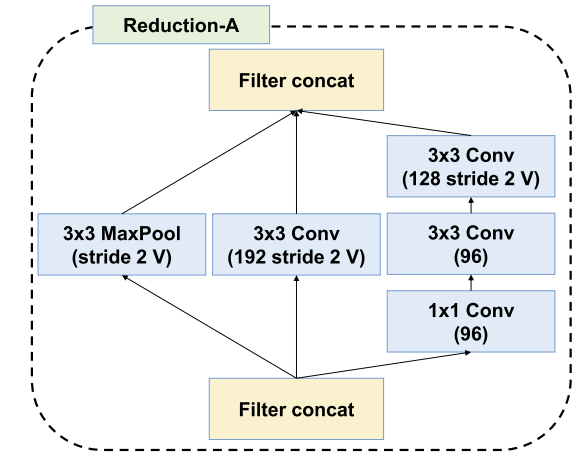 Reduction-A
Filter concat
3x3 Conv
(128 stride 2 V)
3x3 MaxPool
(stride 2 V)
3x3 Conv
(192 stride 2 V)
3x3 Conv
(96)
1x1 Conv
(96)
Filter concat